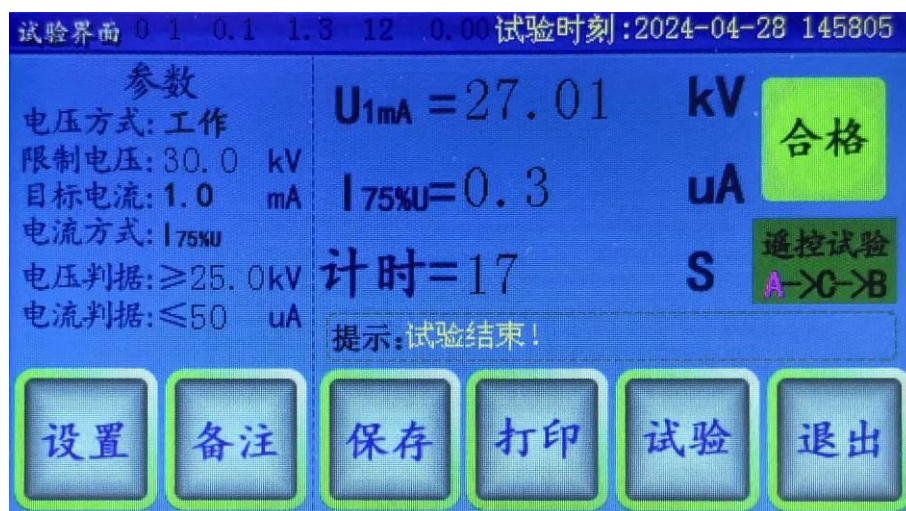 试验界面 0 1 0.1 1.3 12 0.00 试验时刻:2024-04-28 145805
参数
电压方式:工作
限制电压:30.0 kV
目标电流:1.0 mA
电流方式:I75%U
电压判据:≥25.0kV
电流判据:≤50 uA
U1mA=27.01 kV
I75%U=0.3 uA
计时=17 S
提示:试验结束!
合格
遥控试验
A->C->B
设置 备注 保存 打印 试验 退出